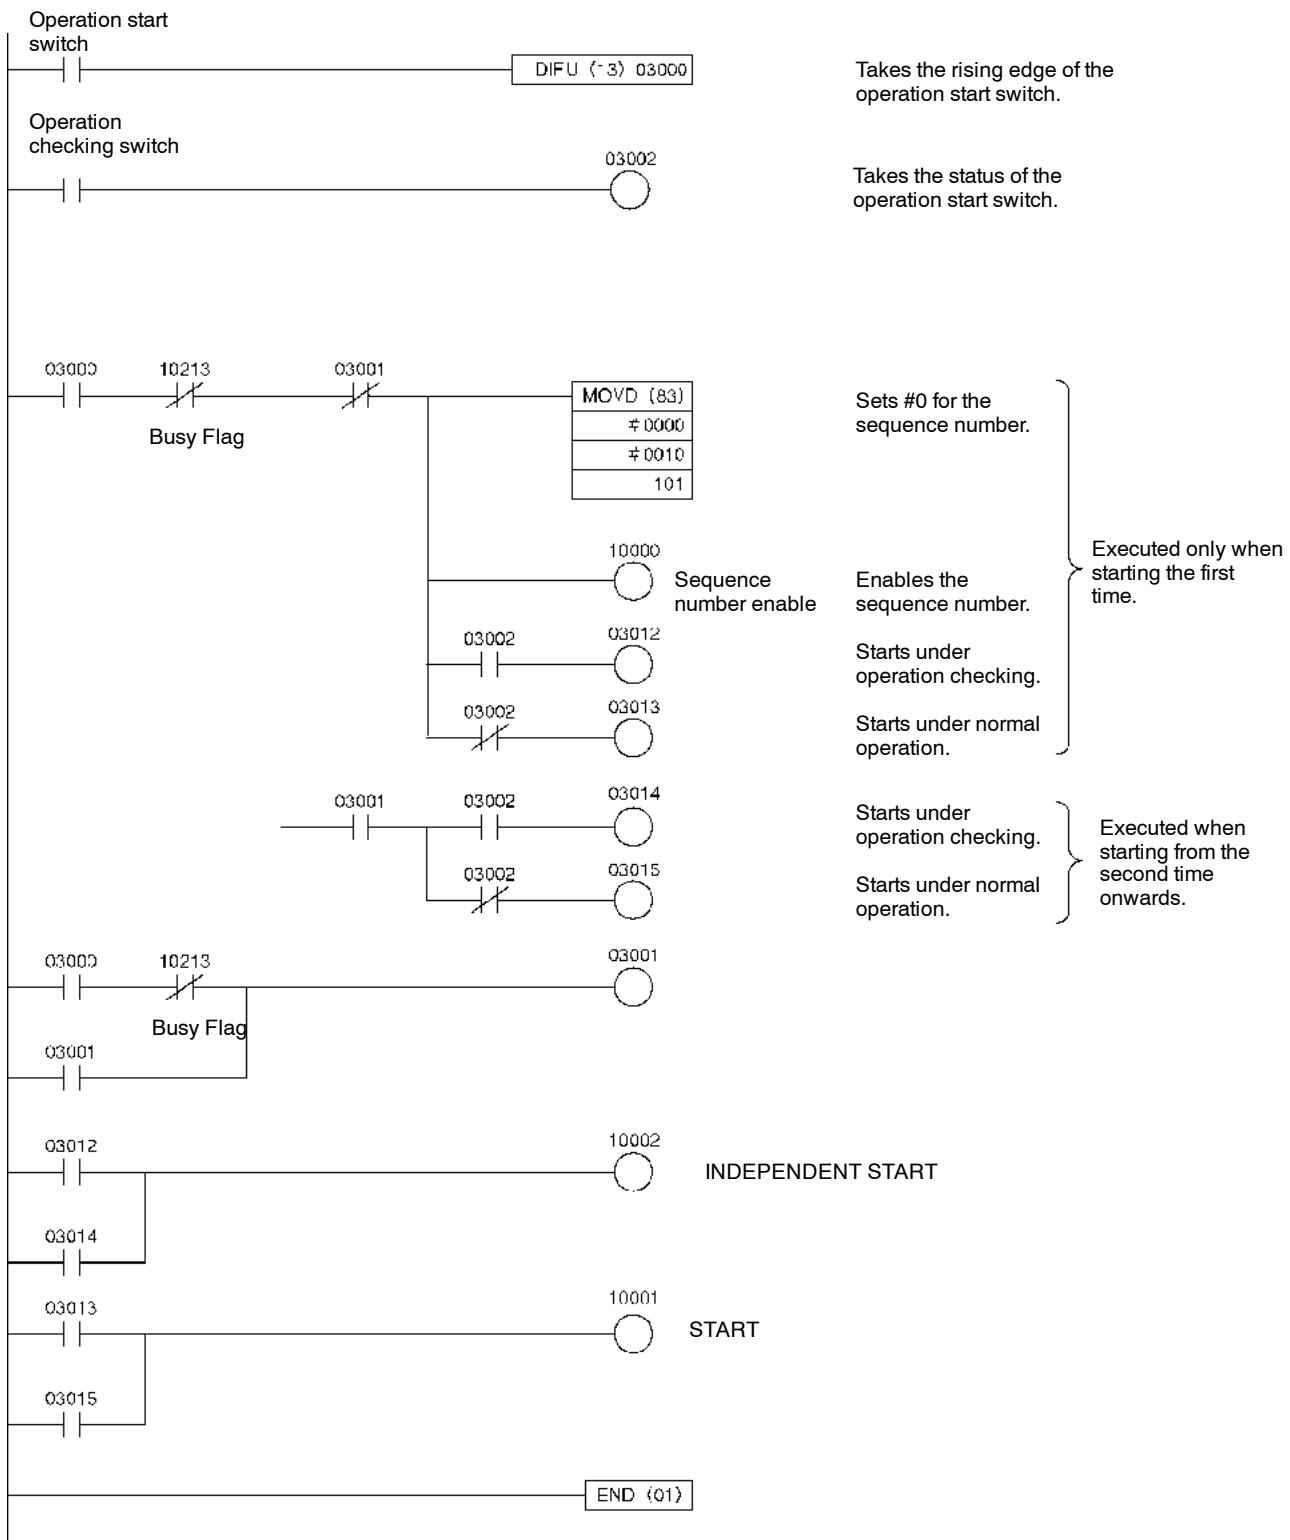 Operation start
switch
DIFU (13) 03000
Takes the rising edge of the
operation start switch.
Operation
checking switch
03002
Takes the status of the
operation start switch.
03000
10213
03001
Busy Flag
MOVD (83)
#0000
#0010
101
Sets #0 for the
sequence number.
Executed only when
starting the first
time.
10000
Sequence
number enable
Enables the
sequence number.
03002
03012
Starts under
operation checking.
03002
03013
Starts under normal
operation.
03001
03002
03014
Starts under
operation checking.
Executed when
starting from the
second time
onwards.
03002
03015
Starts under normal
operation.
03000
10213
03001
Busy Flag
03001
03012
10002
INDEPENDENT START
03014
03013
10001
START
03015
END (01)